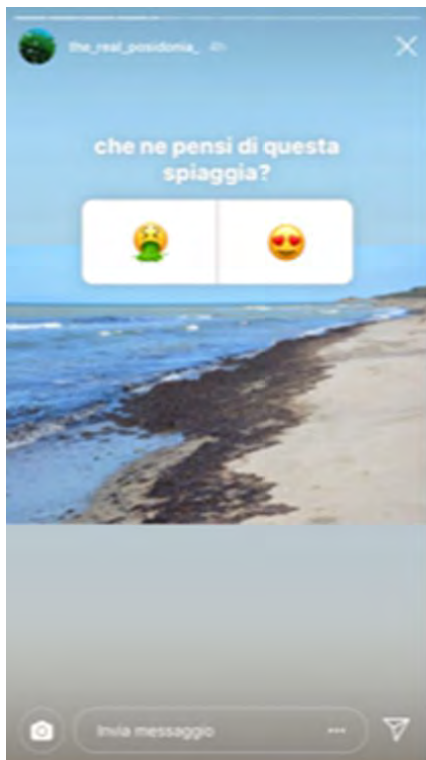 the_real_posidonia_ 4h
che ne pensi di questa
spiaggia?
Invia messaggio